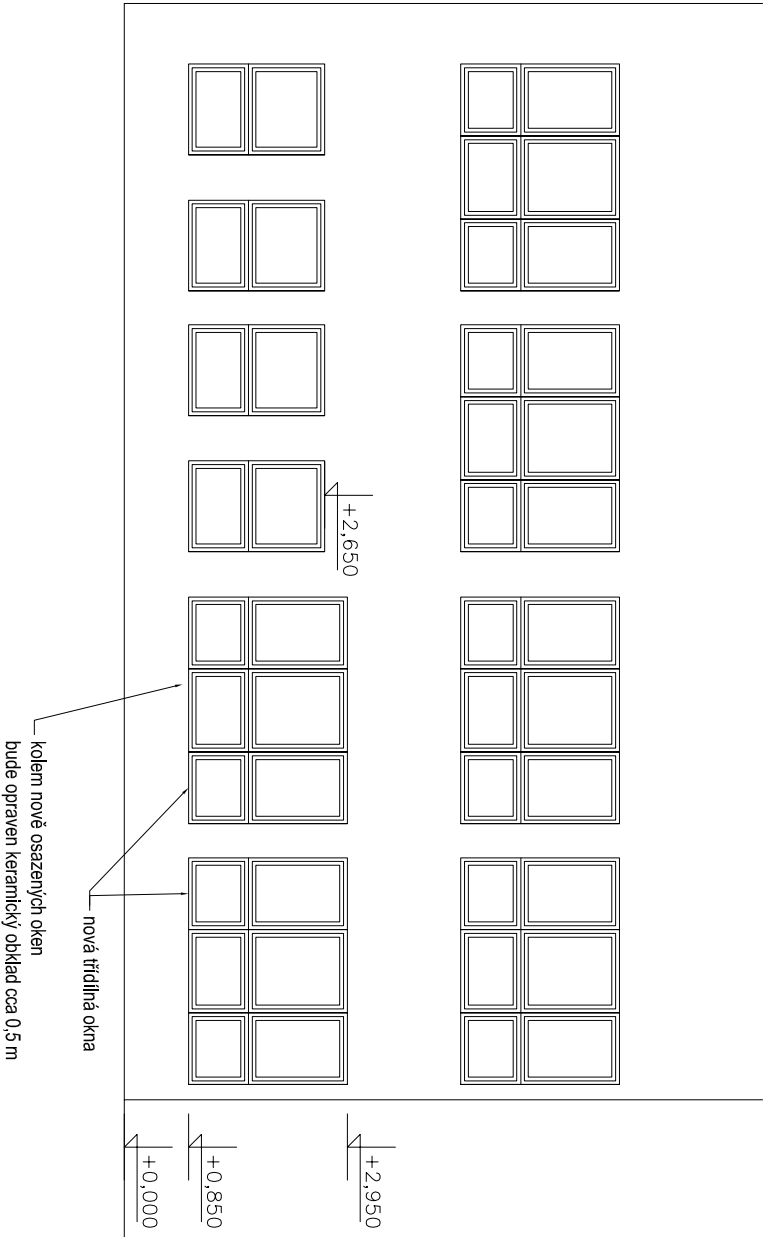 +2,650
+2,950
+0,850
+0,000
nová třídílná okna
kolem nově osazených oken
bude opraven keramický obklad cca 0,5 m